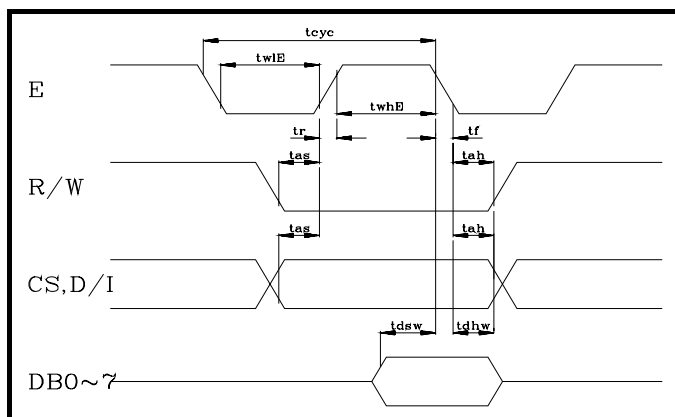 tcyc
twlE
E
twhE
tr
tf
tas
tah
R/W
tas
tah
CS,D/I
tdsw
tdhw
DB0~7